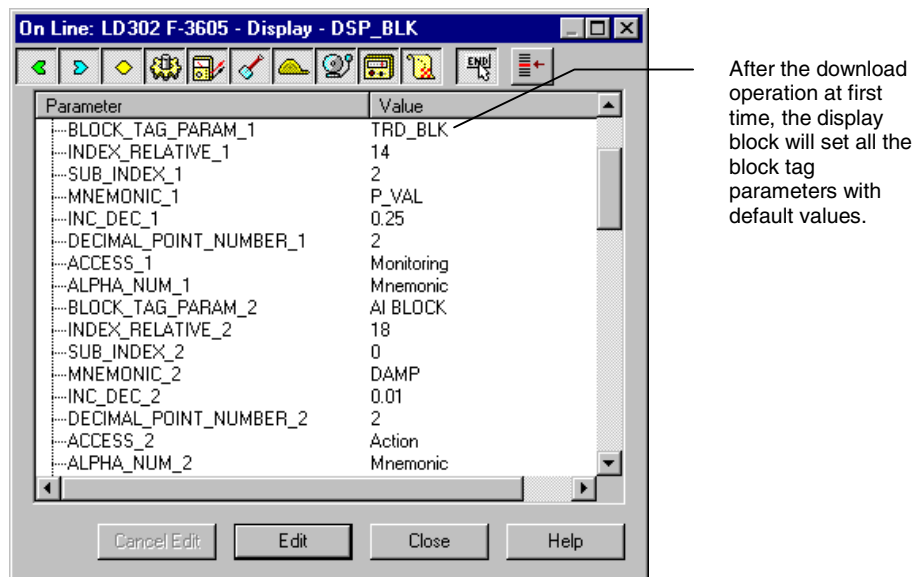 On Line: LD302 F-3605 - Display - DSP_BLK
END
Parameter Value
BLOCK_TAG_PARAM_1 TRD_BLK
INDEX_RELATIVE_1 14
SUB_INDEX_1 2
MNEMONIC_1 P_VAL
INC_DEC_1 0.25
DECIMAL_POINT_NUMBER_1 2
ACCESS_1 Monitoring
ALPHA_NUM_1 Mnemonic
BLOCK_TAG_PARAM_2 AI BLOCK
INDEX_RELATIVE_2 18
SUB_INDEX_2 0
MNEMONIC_2 DAMP
INC_DEC_2 0.01
DECIMAL_POINT_NUMBER_2 2
ACCESS_2 Action
ALPHA_NUM_2 Mnemonic
Cancel Edit Edit Close Help
After the download
operation at first
time, the display
block will set all the
block tag
parameters with
default values.